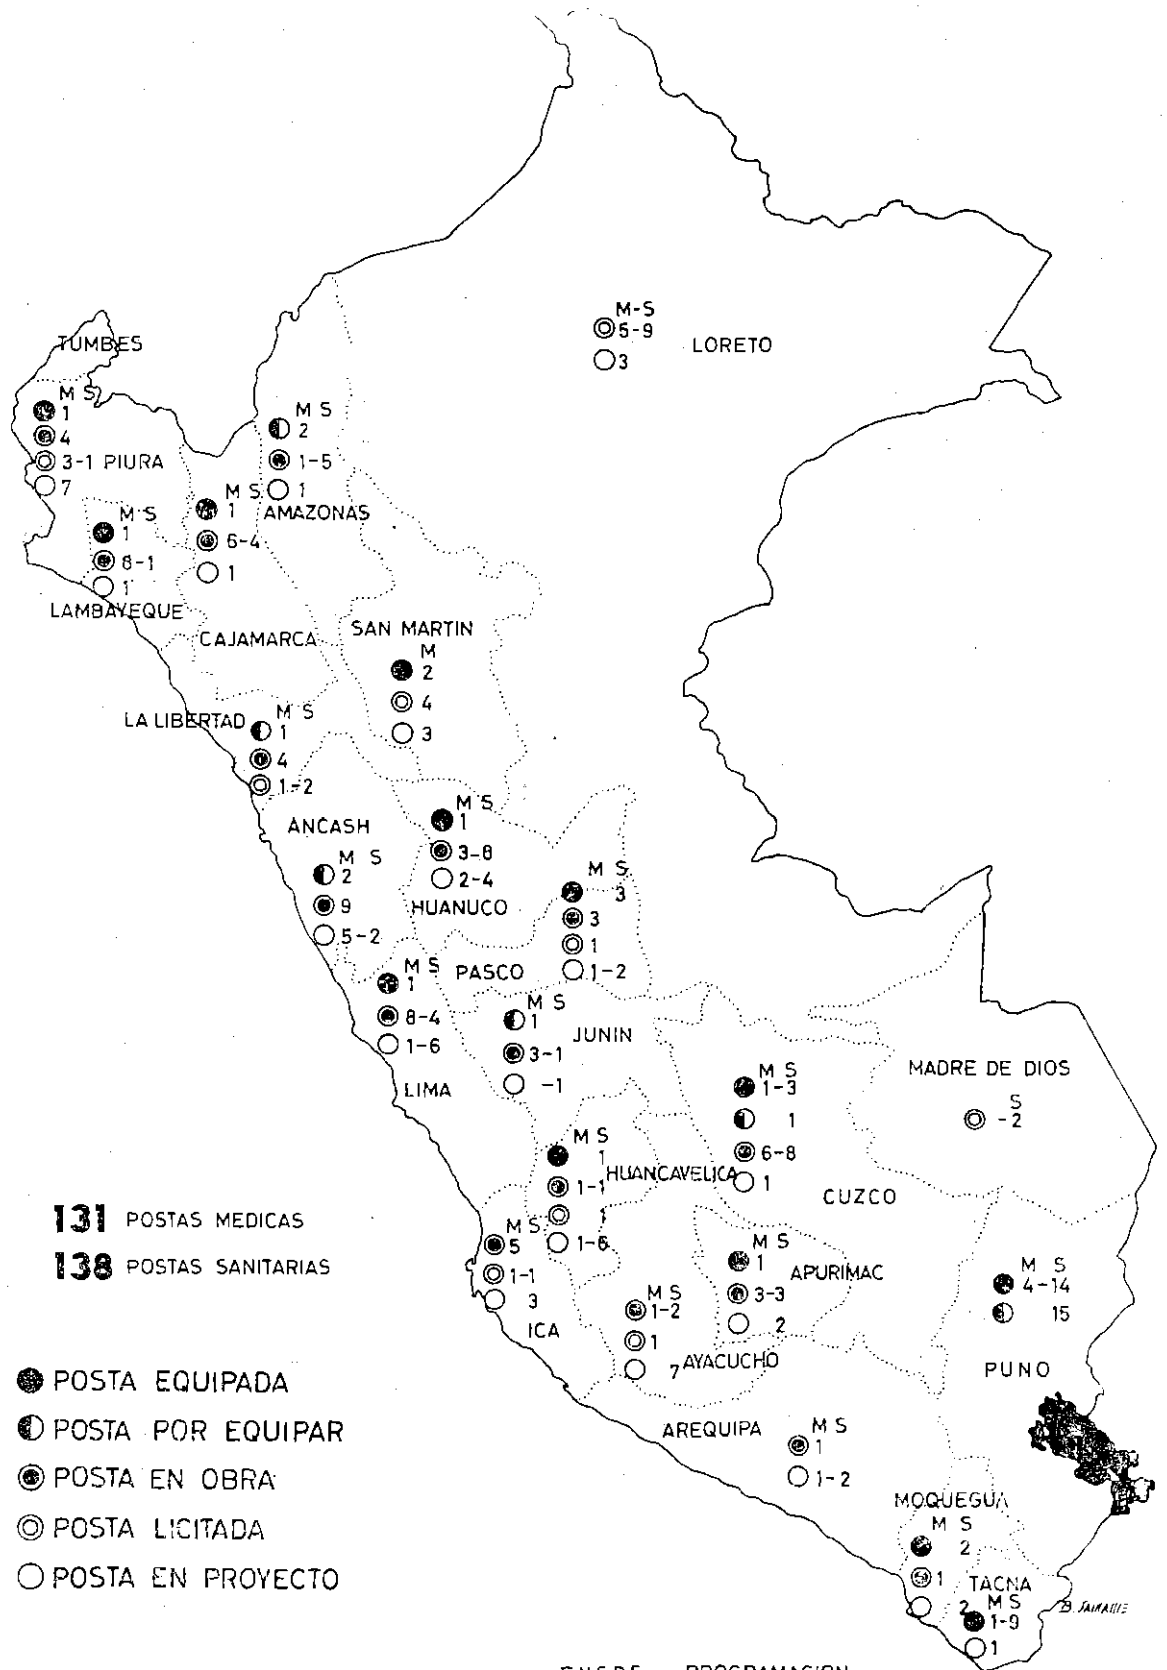 M-S
5-9
3
LORETO
TUMBES
M S
1
4
3-1 PIURA
7
M S
2
1-5
1
AMAZONAS
M S
1
6-4
1
CAJAMARCA
M S
1
8-1
1
LAMBAYEQUE
SAN MARTIN
M
2
4
3
LA LIBERTAD
M S
1
4
1-2
ANCASH
M S
2
9
5-2
M S
1
3-8
2-4
HUANUCO
M S
3
3
1
1-2
PASCO
M S
1
8-4
1-6
LIMA
M S
1
3-1
-1
JUNIN
MADRE DE DIOS
S
-2
M S
1-3
1
6-8
1
CUZCO
M S
1
1-1
1
1-6
HUANCAVELICA
M S
5
1-1
3
ICA
M S
1-2
1
7
AYACUCHO
M S
1
3-3
2
APURIMAC
M S
4-14
15
PUNO
AREQUIPA
M S
1
1-2
MOQUEGUA
M S
2
1
2
TACNA
M S
1-9
1
131 POSTAS MEDICAS
138 POSTAS SANITARIAS
POSTA EQUIPADA
POSTA POR EQUIPAR
POSTA EN OBRA
POSTA LICITADA
POSTA EN PROYECTO
PROGRAMACION